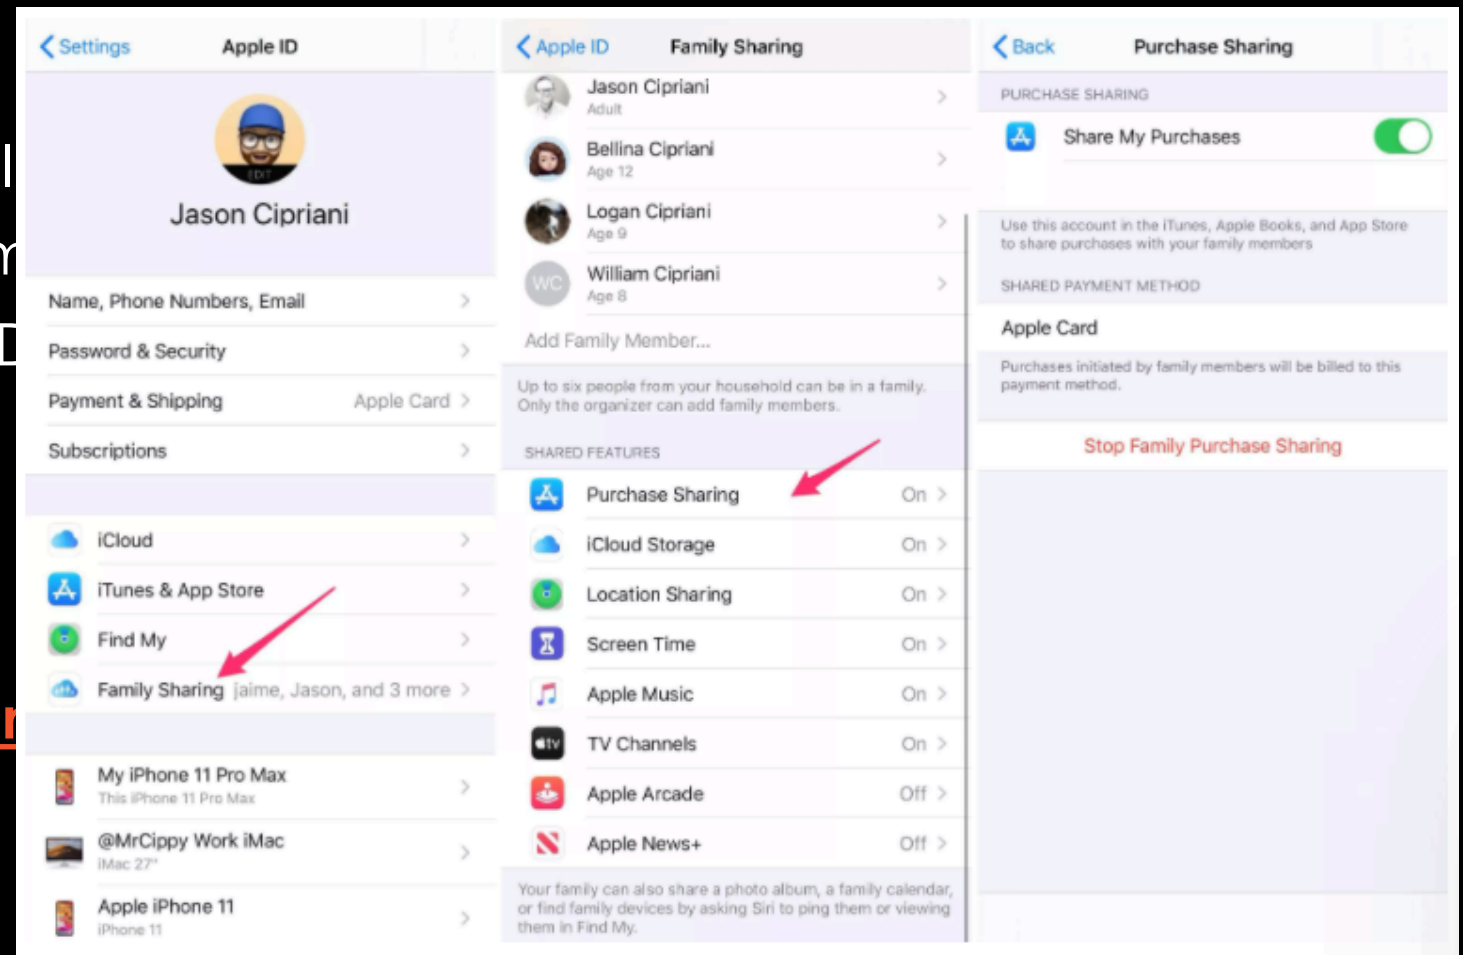 Settings
Apple ID
EDIT
Jason Cipriani
Name, Phone Numbers, Email
Password & Security
Payment & Shipping Apple Card
Subscriptions
iCloud
iTunes & App Store
Find My
Family Sharing jaime, Jason, and 3 more
My iPhone 11 Pro Max
This iPhone 11 Pro Max
@MrCippy Work iMac
iMac 27"
Apple iPhone 11
iPhone 11
Apple ID
Family Sharing
Jason Cipriani
Adult
Bellina Cipriani
Age 12
Logan Cipriani
Age 9
WC
William Cipriani
Age 8
Add Family Member...
Up to six people from your household can be in a family.
Only the organizer can add family members.
SHARED FEATURES
Purchase Sharing On
iCloud Storage On
Location Sharing On
Screen Time On
Apple Music On
tv TV Channels On
Apple Arcade Off
Apple News+ Off
Your family can also share a photo album, a family calendar,
or find family devices by asking Siri to ping them or viewing
them in Find My.
Back
Purchase Sharing
PURCHASE SHARING
Share My Purchases
Use this account in the iTunes, Apple Books, and App Store
to share purchases with your family members
SHARED PAYMENT METHOD
Apple Card
Purchases initiated by family members will be billed to this
payment method.
Stop Family Purchase Sharing